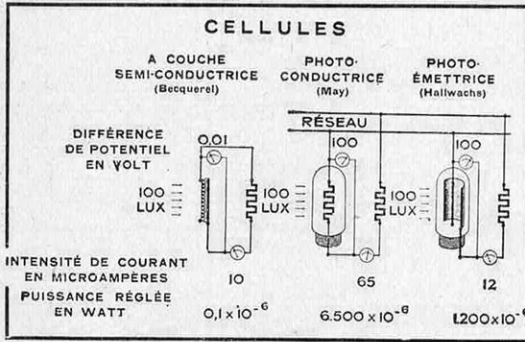 CELLULES
A COUCHE
SEMI-CONDUCTRICE
(Becquerel)
PHOTO-
CONDUCTRICE
(May)
PHOTO-
ÉMETTRICE
(Hallwachs)
RÉSEAU
DIFFÉRENCE
DE POTENTIEL
EN VOLT
0,01
100
100
100
LUX
100
LUX
100
LUX
INTENSITÉ DE COURANT
EN MICROAMPÈRES
10
65
12
PUISSANCE RÉGLÉE
EN WATT
0,1 x 10⁻⁶
6.500 x 10⁻⁶
1.200 x 10⁻⁶